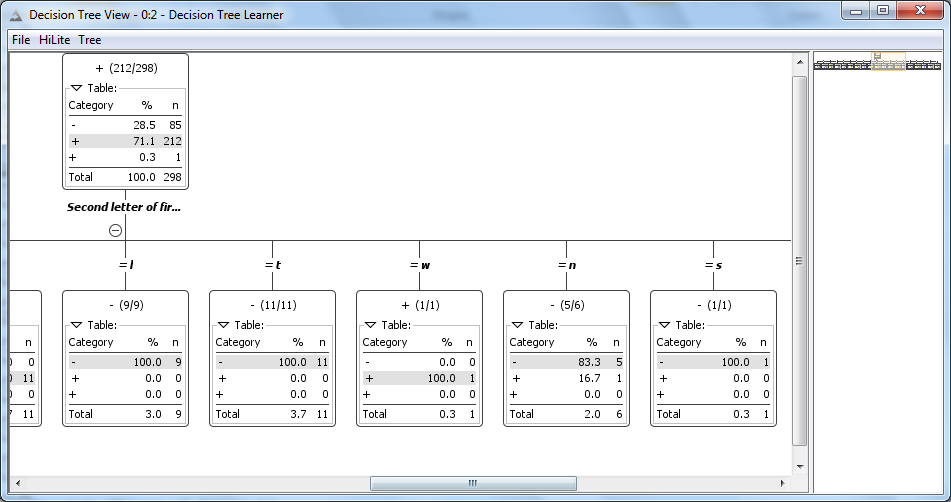 Decision Tree View - 0:2 - Decision Tree Learner
File HiLite Tree
+ (212/298)
Table:
Category % n
- 28.5 85
+ 71.1 212
+ 0.3 1
Total 100.0 298
Second letter of fir...
= l
= t
= w
= n
= s
n
0
11
0
11
- (9/9)
Table:
Category % n
- 100.0 9
+ 0.0 0
+ 0.0 0
Total 3.0 9
- (11/11)
Table:
Category % n
- 100.0 11
+ 0.0 0
+ 0.0 0
Total 3.7 11
+ (1/1)
Table:
Category % n
- 0.0 0
+ 100.0 1
+ 0.0 0
Total 0.3 1
- (5/6)
Table:
Category % n
- 83.3 5
+ 16.7 1
+ 0.0 0
Total 2.0 6
- (1/1)
Table:
Category % n
- 100.0 1
+ 0.0 0
+ 0.0 0
Total 0.3 1